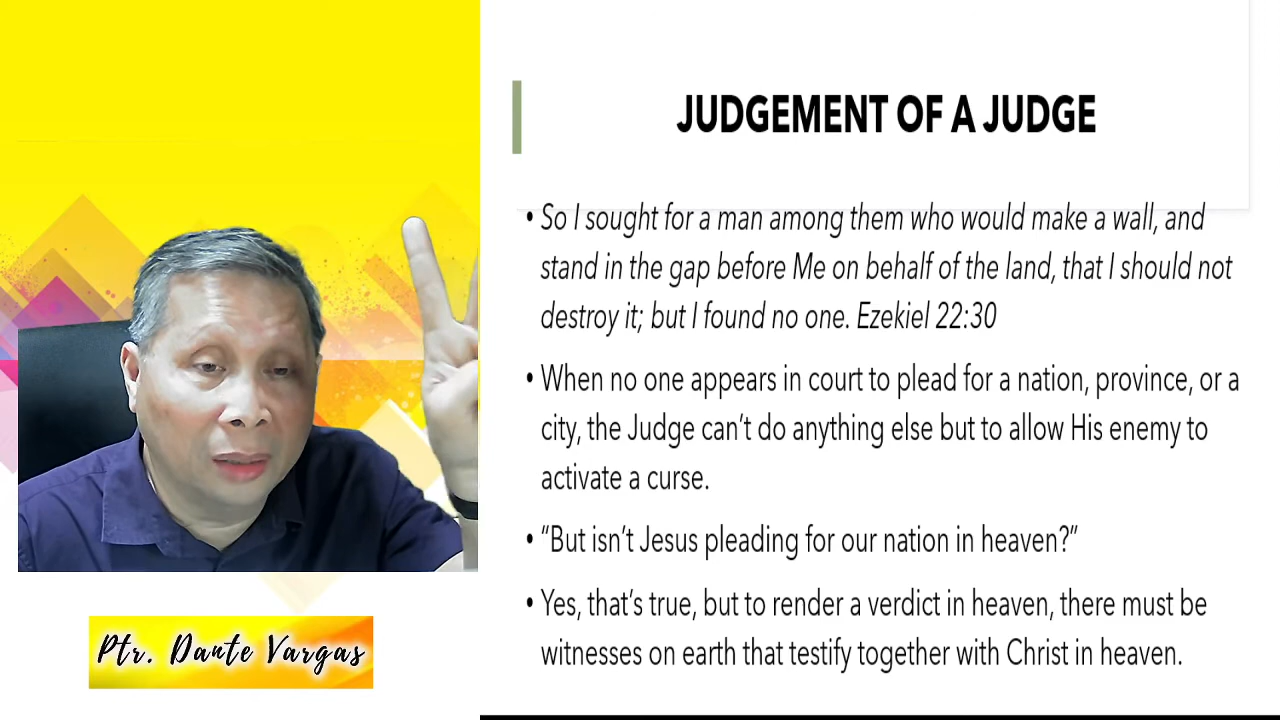 JUDGEMENT OF A JUDGE
• So I sought for a man among them who would make a wall, and
stand in the gap before Me on behalf of the land, that I should not
destroy it; but I found no one. Ezekiel 22:30
• When no one appears in court to plead for a nation, province, or a
city, the Judge can’t do anything else but to allow His enemy to
activate a curse.
• “But isn’t Jesus pleading for our nation in heaven?”
• Yes, that’s true, but to render a verdict in heaven, there must be
witnesses on earth that testify together with Christ in heaven.
Ptr. Dante Vargas